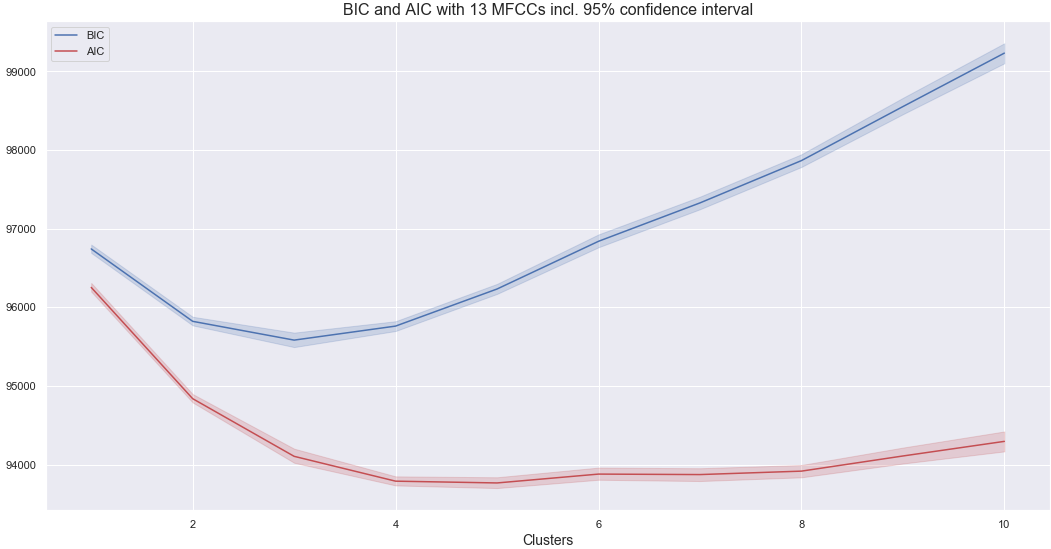 BIC and AIC with 13 MFCCs incl. 95% confidence interval
BIC
AIC
99000
98000
97000
96000
95000
94000
2 4 6 8 10
Clusters